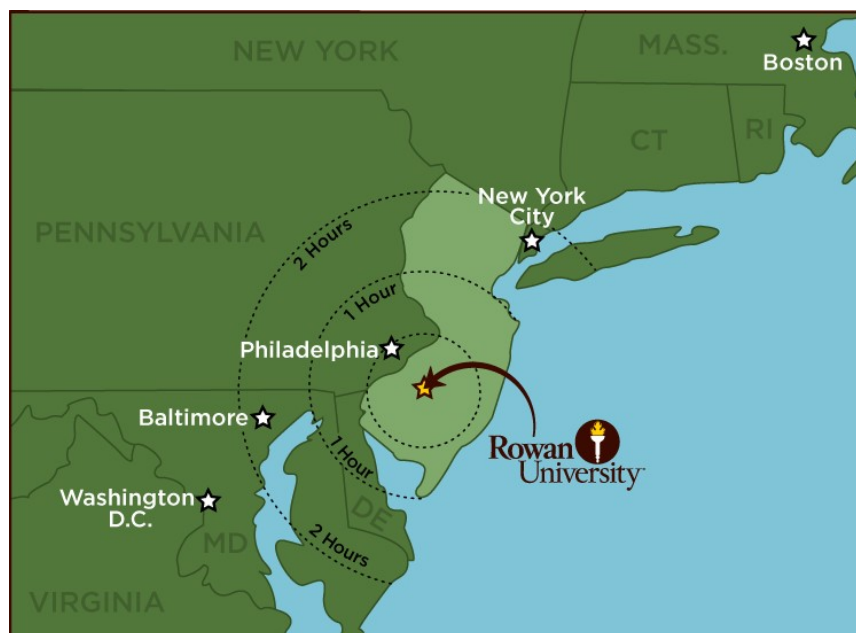 NEW YORK
MASS.
Boston
CT
RI
New York
City
PENNSYLVANIA
2 Hours
1 Hour
Philadelphia
Baltimore
Rowan
University
1 Hour
Washington
D.C.
DE
MD
2 Hours
VIRGINIA